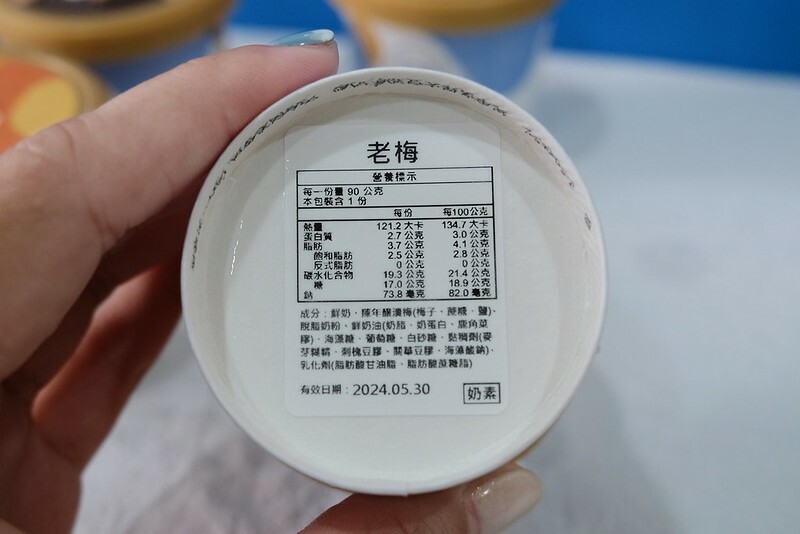 老梅
營養標示
每一份量 90 公克
本包裝含 1 份
每份 每100公克
熱量 121.2 大卡 134.7 大卡
蛋白質 2.7 公克 3.0 公克
脂肪 3.7 公克 4.1 公克
飽和脂肪 2.5 公克 2.8 公克
反式脂肪 0 公克 0 公克
碳水化合物 19.3 公克 21.4 公克
糖 17.0 公克 18.9 公克
鈉 73.8 毫克 82.0 毫克
成分：鮮奶、陳年釀漬梅(梅子、蔗糖、鹽)、
脫脂奶粉、鮮奶油(奶脂、奶蛋白、鹿角菜
膠)、海藻糖、葡萄糖、白砂糖、黏稠劑(麥
芽糊精、刺槐豆膠、關華豆膠、海藻酸鈉)、
乳化劑(脂肪酸甘油脂、脂肪酸蔗糖脂)
有效日期：2024.05.30
奶素